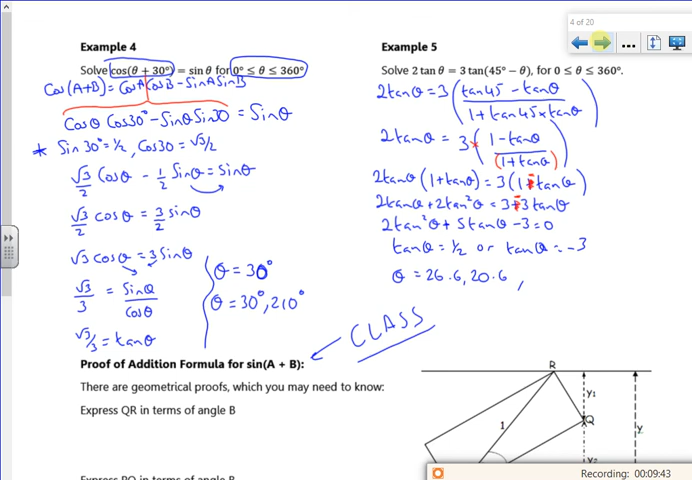 4 of 20
Example 4
Solve cos(θ + 30°) = sin θ for 0° ≤ θ ≤ 360°.
Cos(A+B) = CosA CosB - SinA SinB
Cosθ Cos30° - Sinθ Sin30 = Sinθ
* Sin 30° = 1/2, Cos30 = √3/2
√3/2 Cosθ - 1/2 Sinθ = Sinθ
√3/2 cosθ = 3/2 sinθ
√3 cosθ = 3 Sinθ
√3/3 = Sinθ/cosθ
√3/3 = tanθ
θ = 30°
θ = 30°, 210°
Example 5
Solve 2 tan θ = 3 tan(45° − θ), for 0 ≤ θ ≤ 360°.
2tanθ = 3 (tan45 - tanθ / 1 + tan45 x tanθ)
2tanθ = 3 x (1 - tanθ / (1 + tanθ))
2tanθ (1 + tanθ) = 3 (1 - tanθ)
2tanθ + 2tan²θ = 3 - 3 tanθ
2tan²θ + 5tanθ - 3 = 0
tanθ = 1/2 or tanθ = -3
θ = 26.6, 20.6 ,
CLASS
Proof of Addition Formula for sin(A + B):
There are geometrical proofs, which you may need to know:
Express QR in terms of angle B
R
y₁
1
Q
y
y₂
Recording: 00:09:43